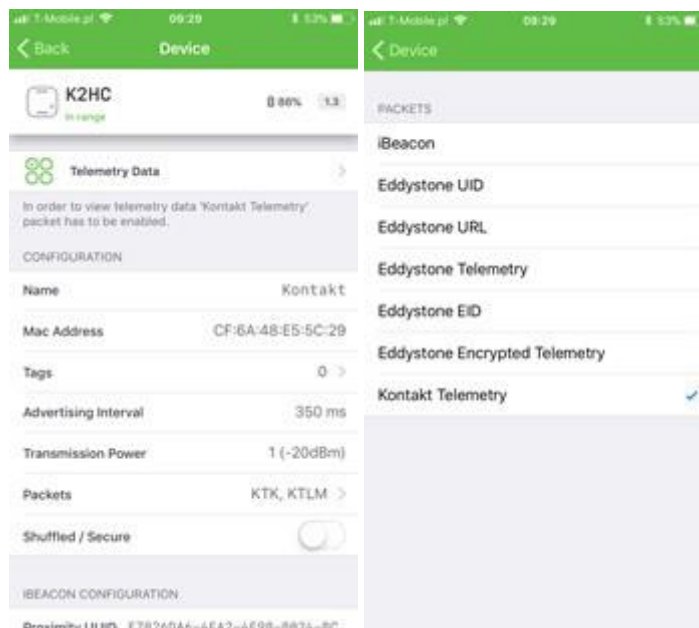 T-Mobile.pl 09:29 53%
Back Device
K2HC
In range
86% 1.3
Telemetry Data
In order to view telemetry data 'Kontakt Telemetry'
packet has to be enabled.
CONFIGURATION
Name Kontakt
Mac Address CF:6A:48:E5:5C:29
Tags 0
Advertising Interval 350 ms
Transmission Power 1 (-20dBm)
Packets KTK, KTLM
Shuffled / Secure
IBEACON CONFIGURATION
Proximity UUID
T-Mobile.pl 09:29 53%
Device
PACKETS
iBeacon
Eddystone UID
Eddystone URL
Eddystone Telemetry
Eddystone EID
Eddystone Encrypted Telemetry
Kontakt Telemetry